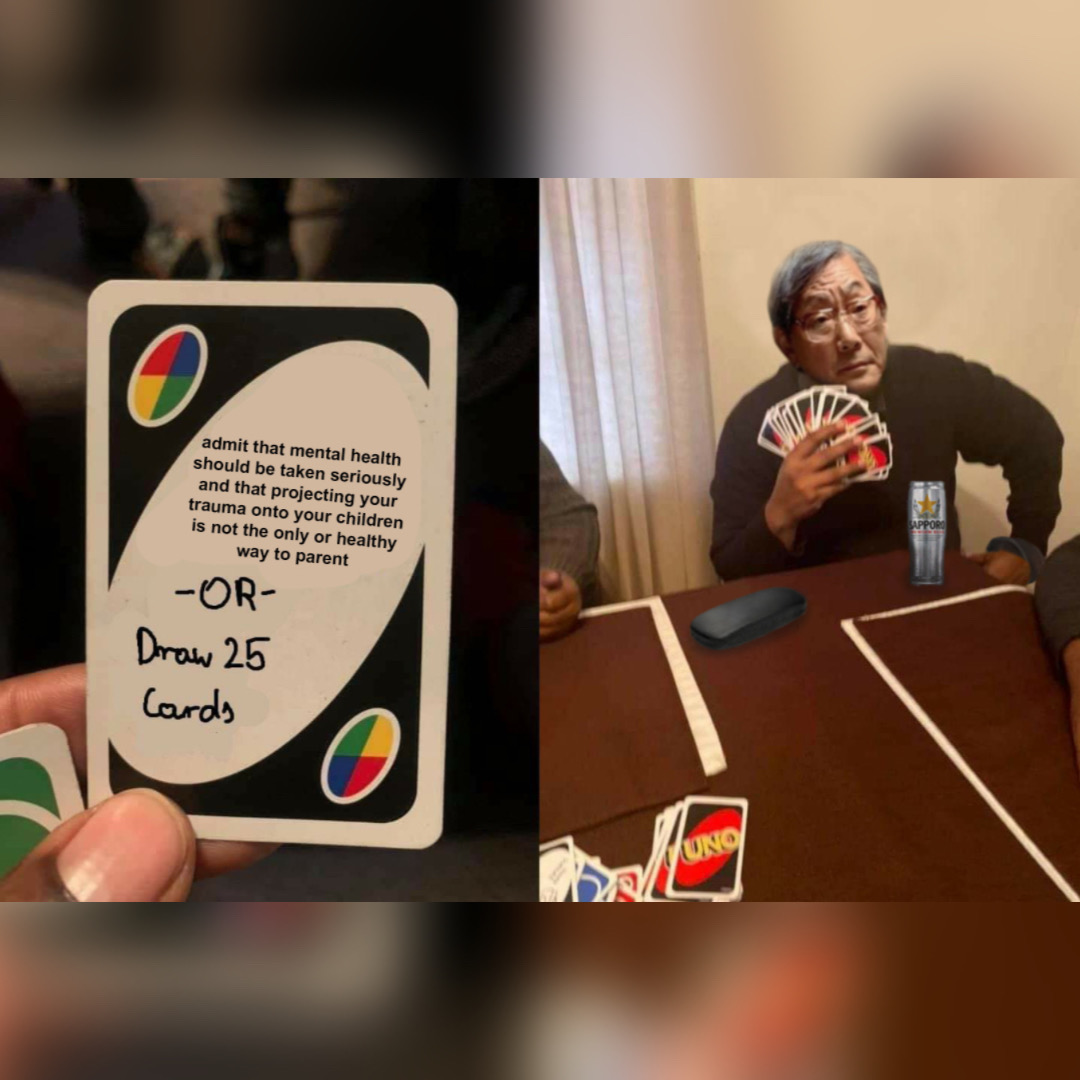 admit that mental health
should be taken seriously
and that projecting your
trauma onto your children
is not the only or healthy
way to parent
-OR-
Draw 25
Cards
SAPPORO
UNO